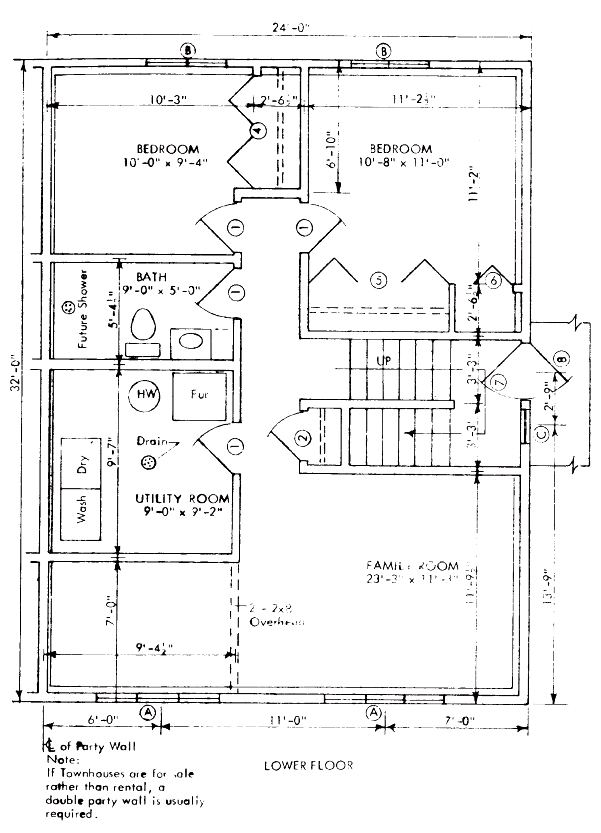 24'-0"
B
B
10'-3"
2'-6½"
11'-2½"
4
BEDROOM
10'-0" x 9'-4"
6'-10"
BEDROOM
10'-8" x 11'-0"
11'-2"
1
1
Future Shower
BATH
9'-0" x 5'-0"
5'-4½"
1
5
6
2'-6½"
32'-0"
UP
3'-9"
7
8
2'-9"
HW
Fur
Drain
1
2
3'-3"
C
9'-7"
Dry
Wash
UTILITY ROOM
9'-0" x 9'-2"
FAMILY ROOM
23'-3" x
11'-9½"
13'-9"
7'-0"
2 - 2x8
Overhead
9'-4½"
A
A
6'-0"
11'-0"
7'-0"
℄ of Party Wall
Note:
If Townhouses are for sale
rather than rental, a
double party wall is usually
required.
LOWER FLOOR